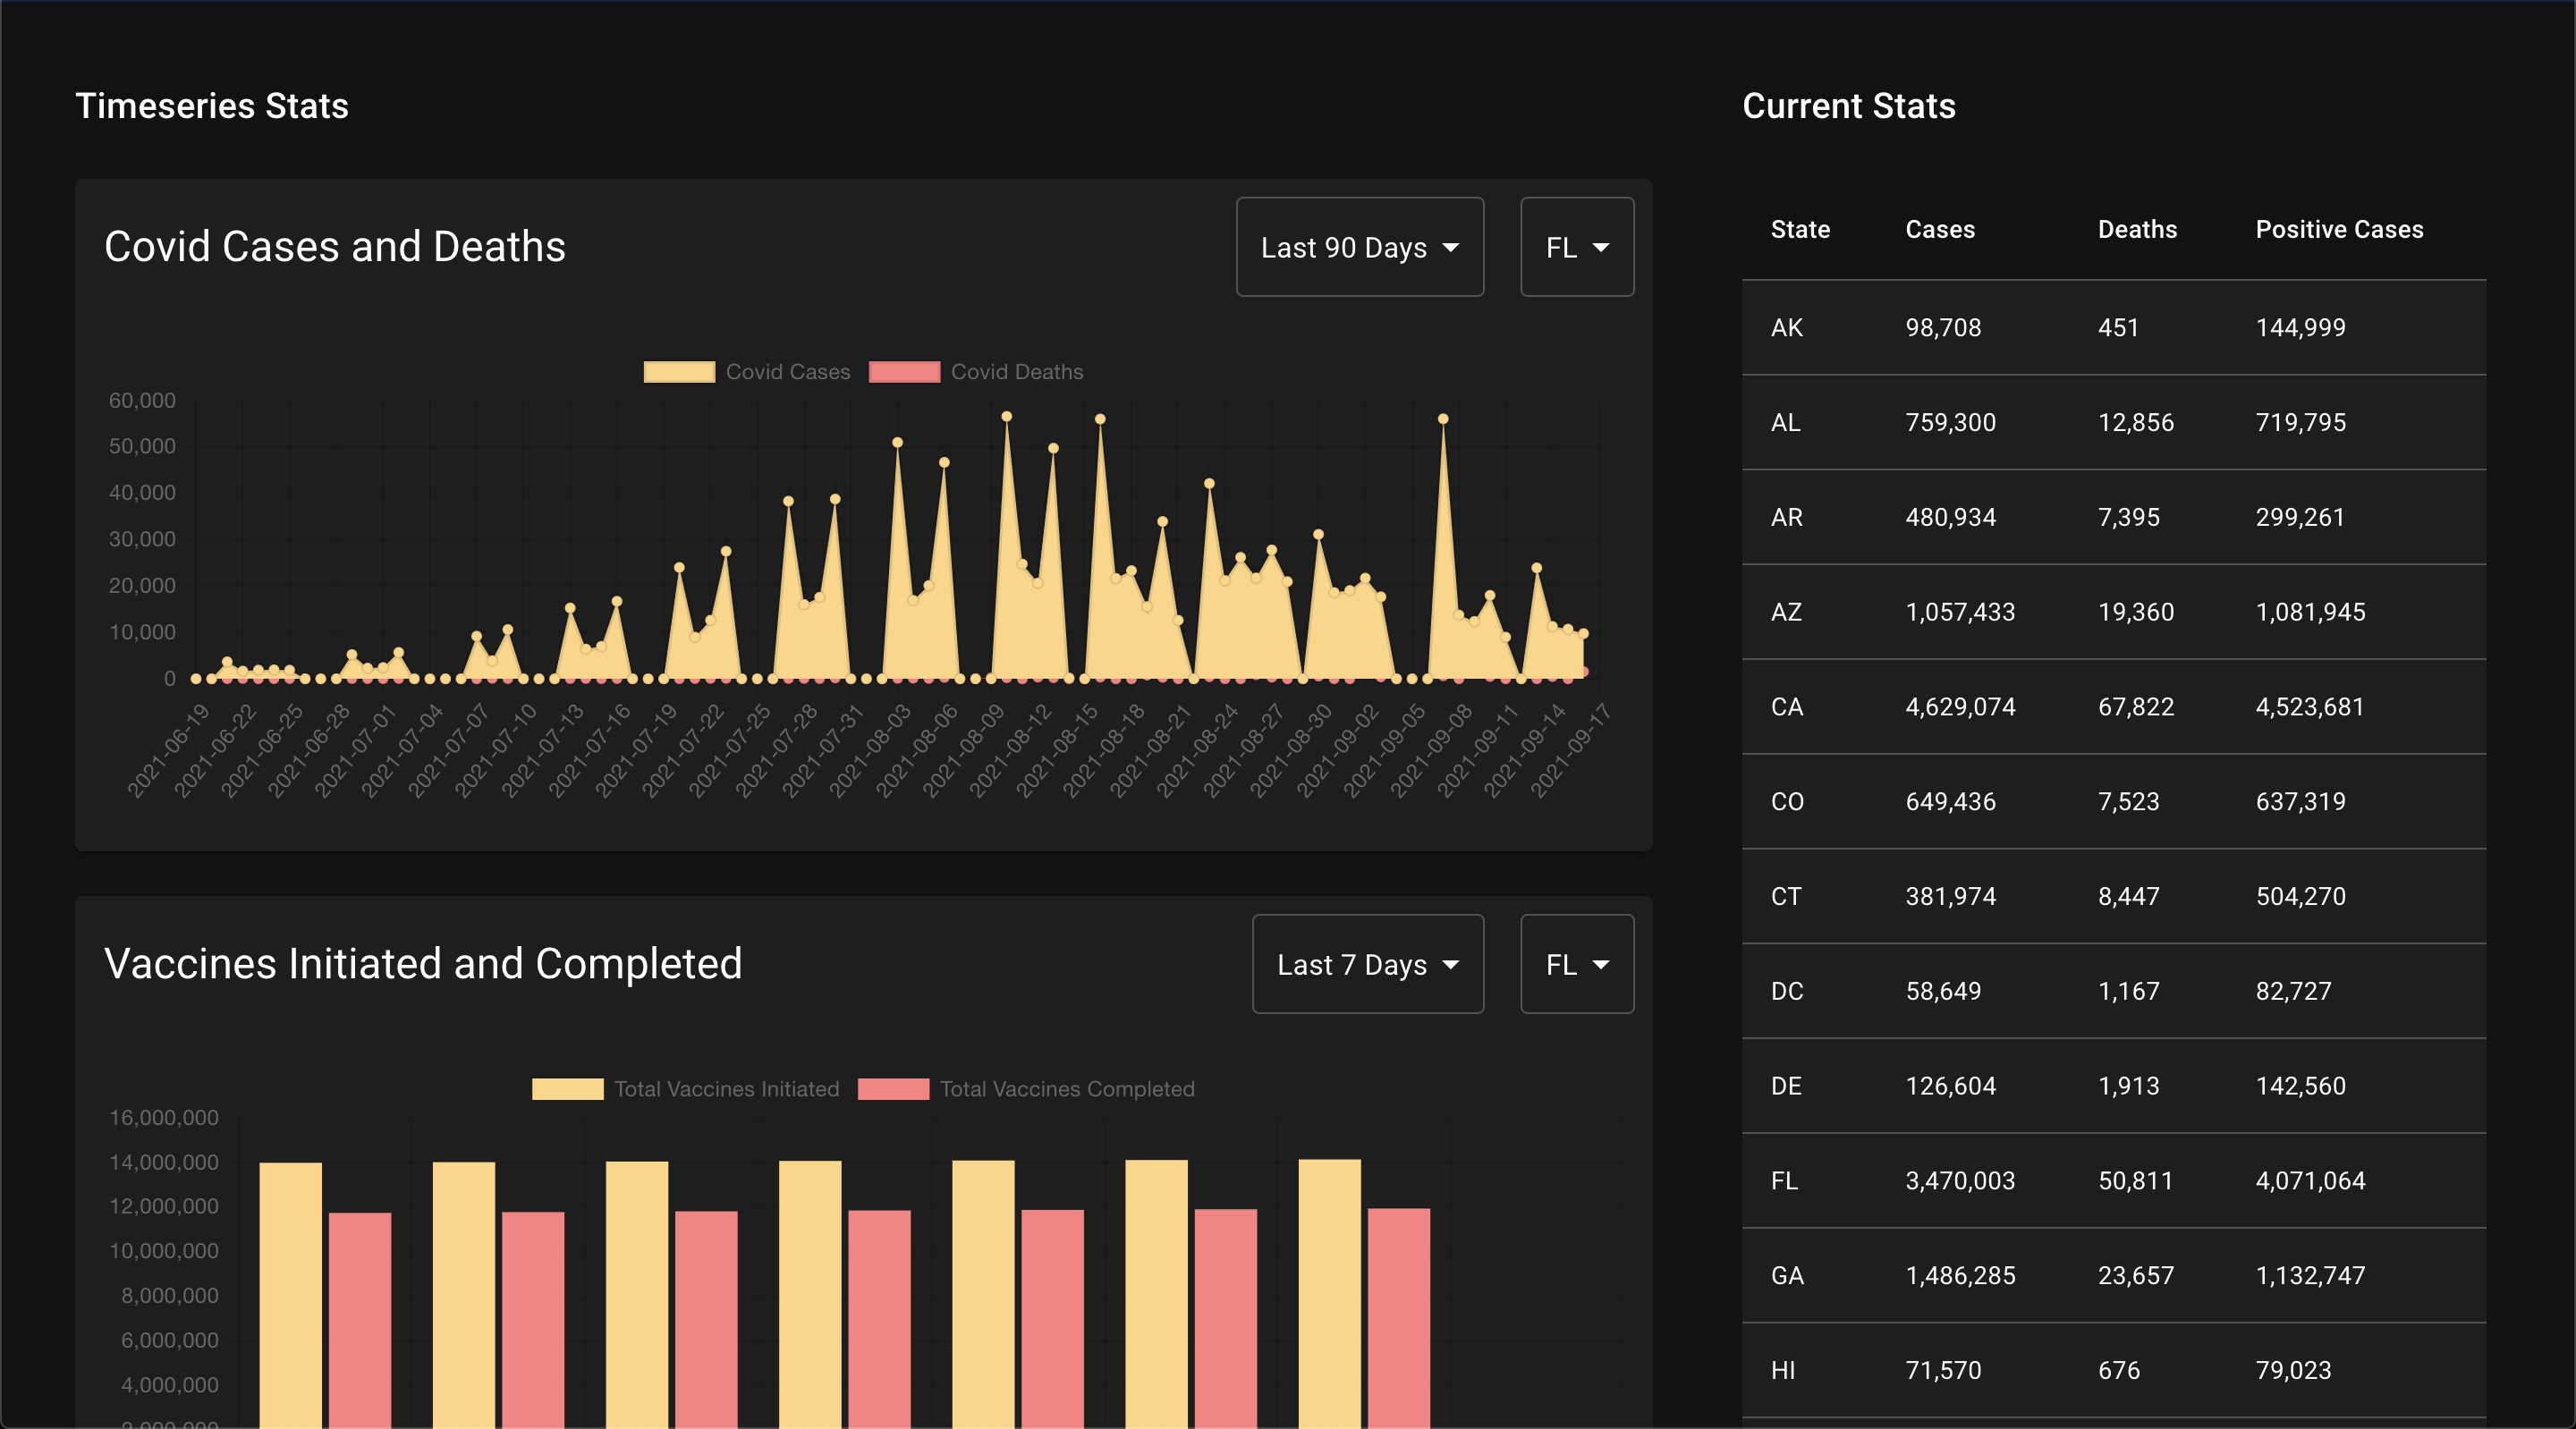 Timeseries Stats
Covid Cases and Deaths
Last 90 Days
FL
Covid Cases
Covid Deaths
60,000
50,000
40,000
30,000
20,000
10,000
0
2021-06-19
2021-06-22
2021-06-25
2021-06-28
2021-07-01
2021-07-04
2021-07-07
2021-07-10
2021-07-13
2021-07-16
2021-07-19
2021-07-22
2021-07-25
2021-07-28
2021-07-31
2021-08-03
2021-08-06
2021-08-09
2021-08-12
2021-08-15
2021-08-18
2021-08-21
2021-08-24
2021-08-27
2021-08-30
2021-09-02
2021-09-05
2021-09-08
2021-09-11
2021-09-14
2021-09-17
Vaccines Initiated and Completed
Last 7 Days
FL
Total Vaccines Initiated
Total Vaccines Completed
16,000,000
14,000,000
12,000,000
10,000,000
8,000,000
6,000,000
4,000,000
2,000,000
Current Stats
State Cases Deaths Positive Cases
AK 98,708 451 144,999
AL 759,300 12,856 719,795
AR 480,934 7,395 299,261
AZ 1,057,433 19,360 1,081,945
CA 4,629,074 67,822 4,523,681
CO 649,436 7,523 637,319
CT 381,974 8,447 504,270
DC 58,649 1,167 82,727
DE 126,604 1,913 142,560
FL 3,470,003 50,811 4,071,064
GA 1,486,285 23,657 1,132,747
HI 71,570 676 79,023